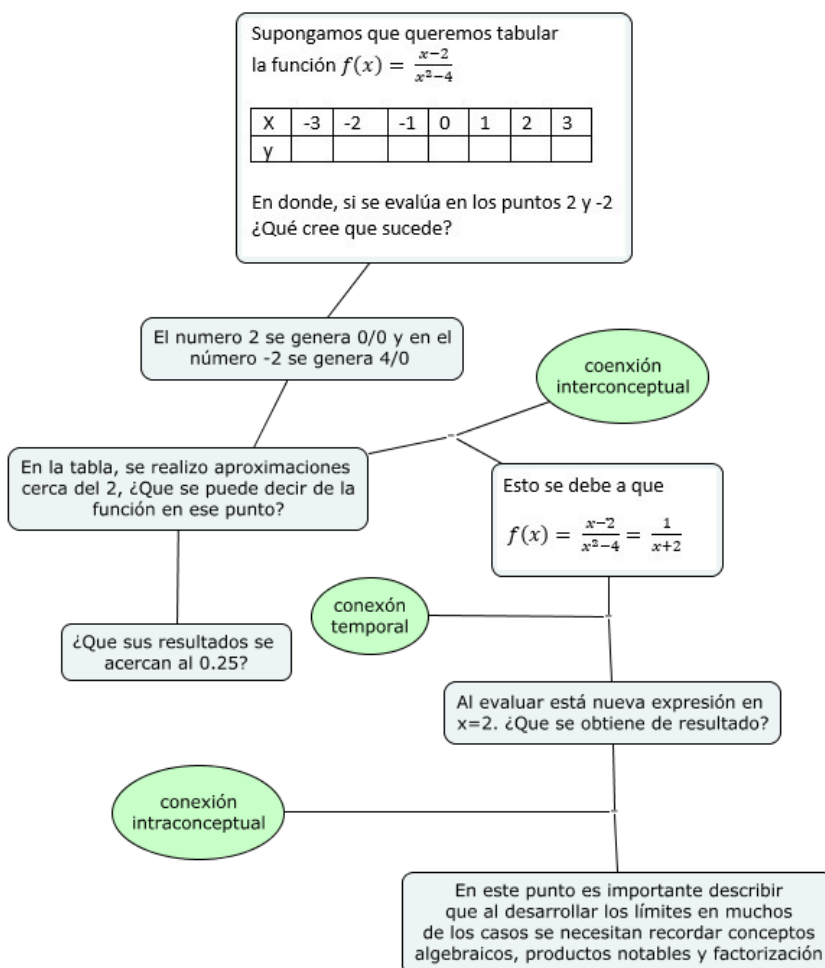 Supongamos que queremos tabular
la función f(x) = \frac{x-2}{x^2-4}
X -3 -2 -1 0 1 2 3
y
En donde, si se evalúa en los puntos 2 y -2
¿Qué cree que sucede?
El numero 2 se genera 0/0 y en el
número -2 se genera 4/0
coenxión
interconceptual
En la tabla, se realizo aproximaciones
cerca del 2, ¿Que se puede decir de la
función en ese punto?
Esto se debe a que
f(x) = \frac{x-2}{x^2-4} = \frac{1}{x+2}
conexón
temporal
¿Que sus resultados se
acercan al 0.25?
Al evaluar está nueva expresión en
x=2. ¿Que se obtiene de resultado?
conexión
intraconceptual
En este punto es importante describir
que al desarrollar los límites en muchos
de los casos se necesitan recordar conceptos
algebraicos, productos notables y factorización